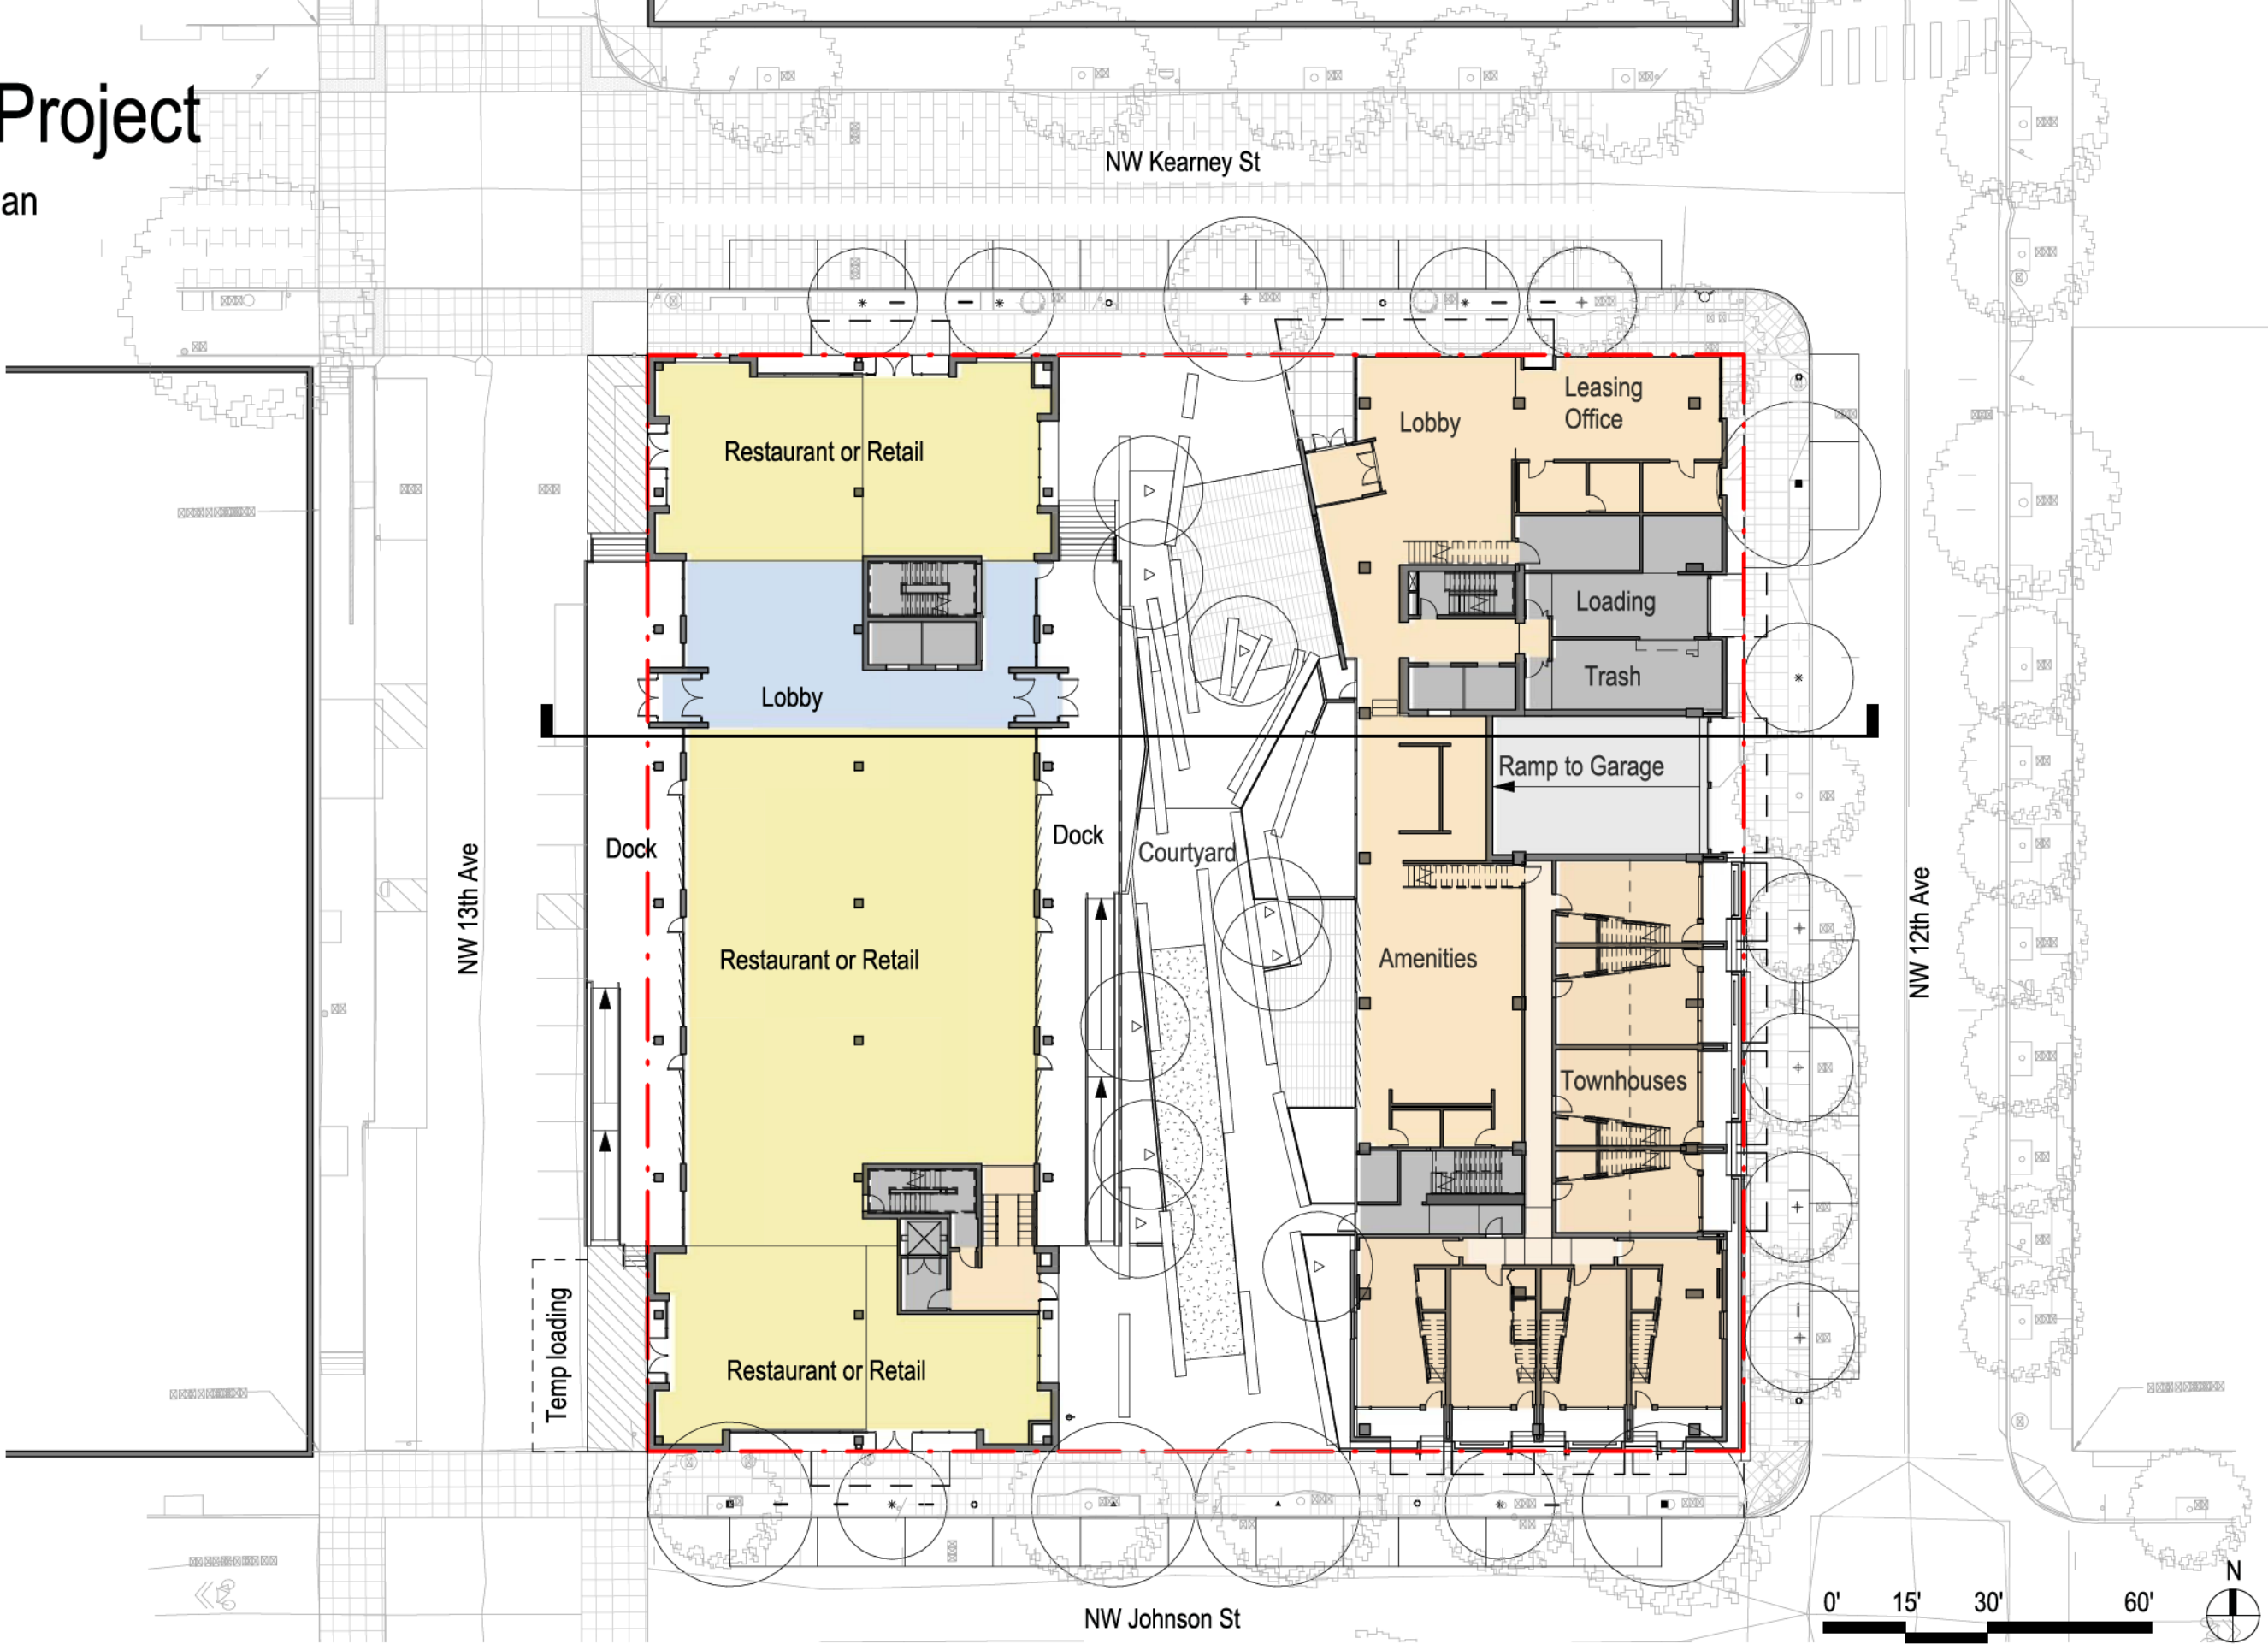 Project
an
NW Kearney St
Leasing
Office
Lobby
Restaurant or Retail
Loading
Trash
Lobby
Ramp to Garage
Dock
Dock
Courtyard
NW 13th Ave
NW 12th Ave
Restaurant or Retail
Amenities
Townhouses
Temp loading
Restaurant or Retail
NW Johnson St
N
0' 15' 30' 60'